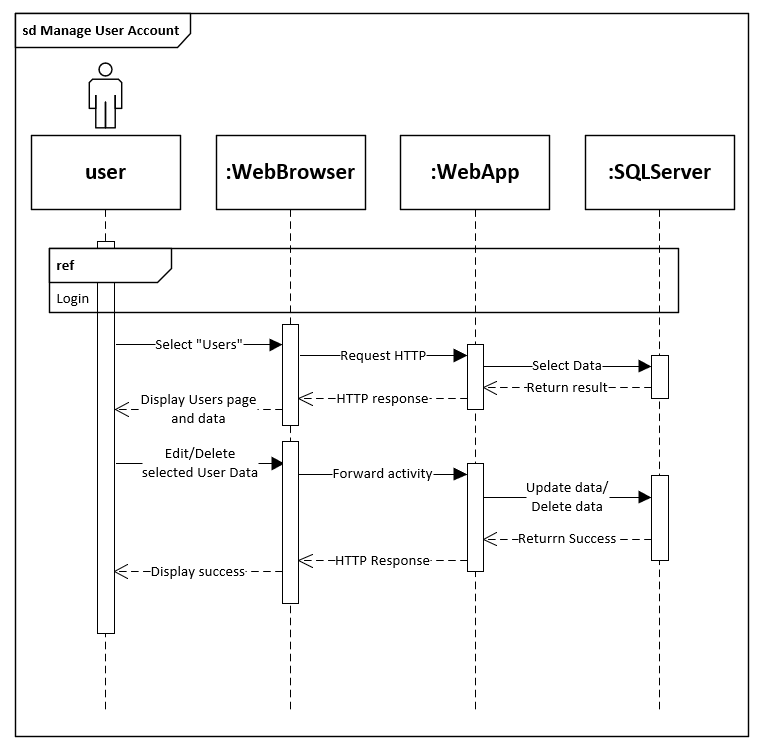 sd Manage User Account
user
:WebBrowser
:WebApp
:SQLServer
ref
Login
Select "Users"
Request HTTP
Select Data
Return result
HTTP response
Display Users page
and data
Edit/Delete
selected User Data
Forward activity
Update data/
Delete data
Returrn Success
HTTP Response
Display success